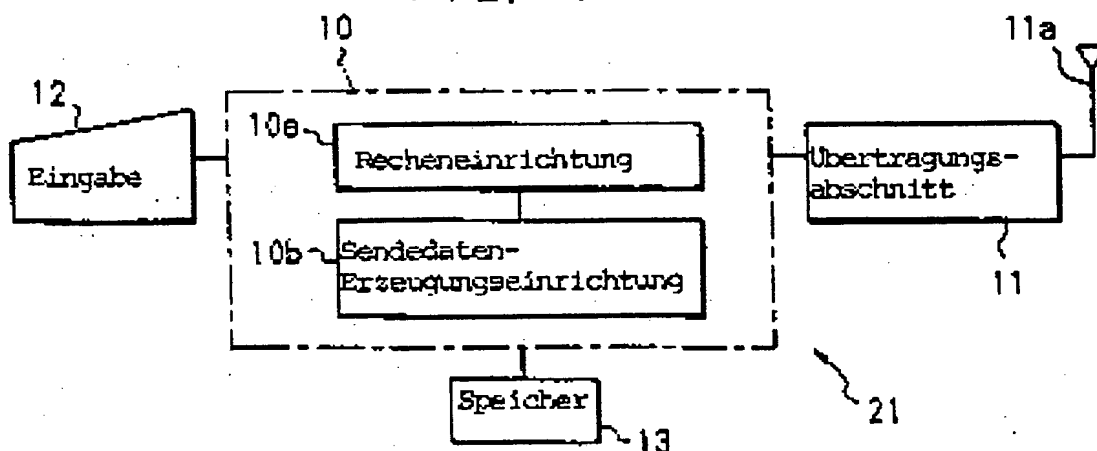 10
11a
12
10a
Eingabe
Recheneinrichtung
Übertragungs-
abschnitt
10b
Sendedaten-
Erzeugungseinrichtung
11
Speicher
13
21